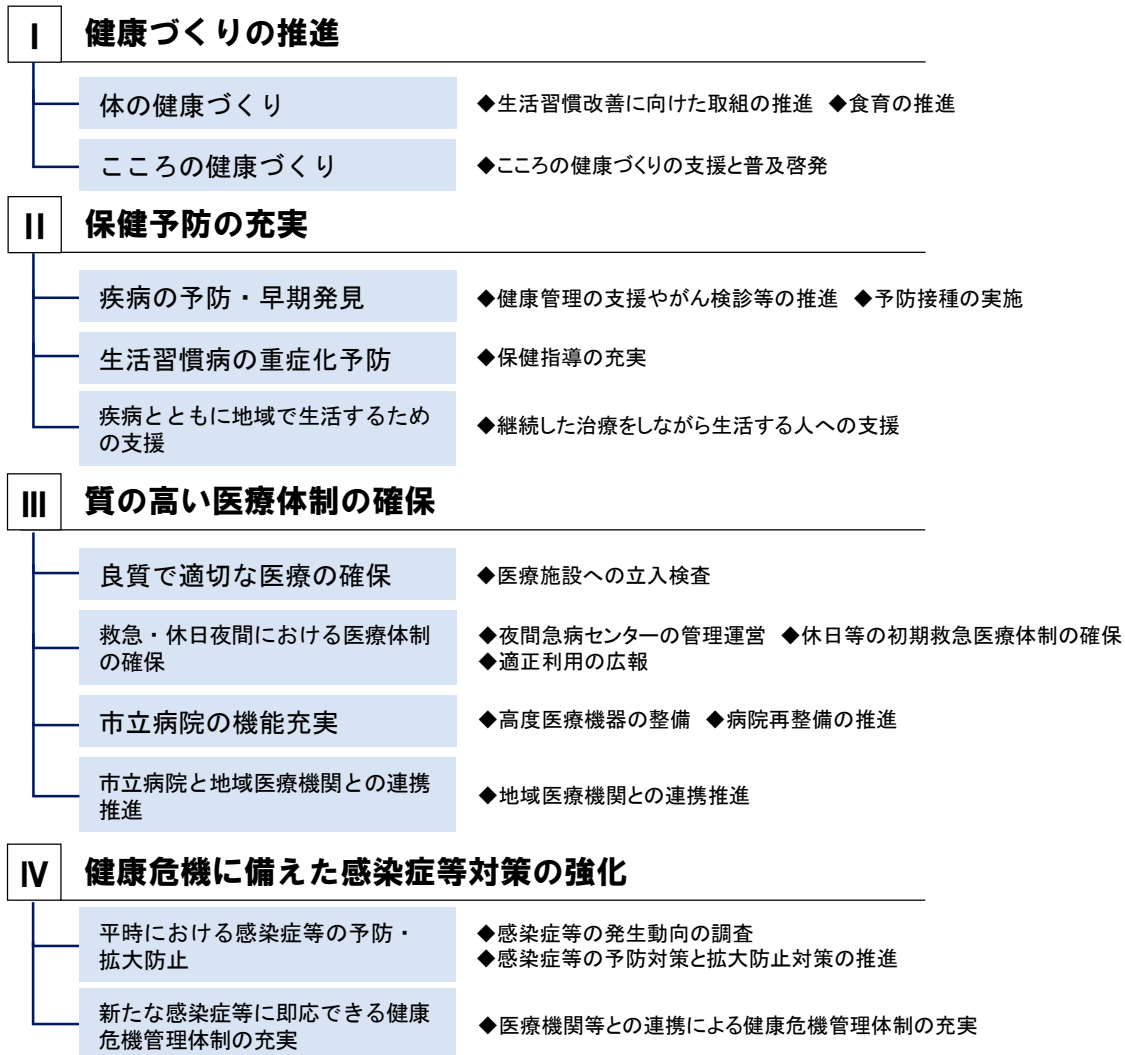 I 健康づくりの推進
体の健康づくり ◆生活習慣改善に向けた取組の推進 ◆食育の推進
こころの健康づくり ◆こころの健康づくりの支援と普及啓発
II 保健予防の充実
疾病の予防・早期発見 ◆健康管理の支援やがん検診等の推進 ◆予防接種の実施
生活習慣病の重症化予防 ◆保健指導の充実
疾病とともに地域で生活するため
の支援
◆継続した治療をしながら生活する人への支援
III 質の高い医療体制の確保
良質で適切な医療の確保 ◆医療施設への立入検査
救急・休日夜間における医療体制
の確保
◆夜間急病センターの管理運営 ◆休日等の初期救急医療体制の確保
◆適正利用の広報
市立病院の機能充実 ◆高度医療機器の整備 ◆病院再整備の推進
市立病院と地域医療機関との連携
推進
◆地域医療機関との連携推進
IV 健康危機に備えた感染症等対策の強化
平時における感染症等の予防・
拡大防止
◆感染症等の発生動向の調査
◆感染症等の予防対策と拡大防止対策の推進
新たな感染症等に即応できる健康
危機管理体制の充実
◆医療機関等との連携による健康危機管理体制の充実